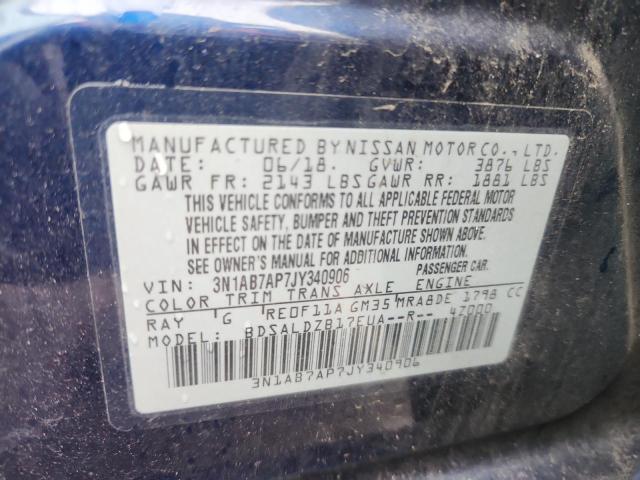 MANUFACTURED BY NISSAN MOTOR CO., LTD.
DATE: 06/18. GVWR: 3876 LBS
GAWR FR: 2143 LBS GAWR RR: 1881 LBS
THIS VEHICLE CONFORMS TO ALL APPLICABLE FEDERAL MOTOR
VEHICLE SAFETY, BUMPER AND THEFT PREVENTION STANDARDS
IN EFFECT ON THE DATE OF MANUFACTURE SHOWN ABOVE.
SEE OWNER'S MANUAL FOR ADDITIONAL INFORMATION.
VIN: 3N1AB7AP7JY340906 PASSENGER CAR.
COLOR TRIM TRANS AXLE ENGINE
RAY G RE0F11A GM35 MRA8DE 1798 CC
MODEL: BDSALDZB17EUA--R-- 4Z000
3N1AB7AP7JY340906